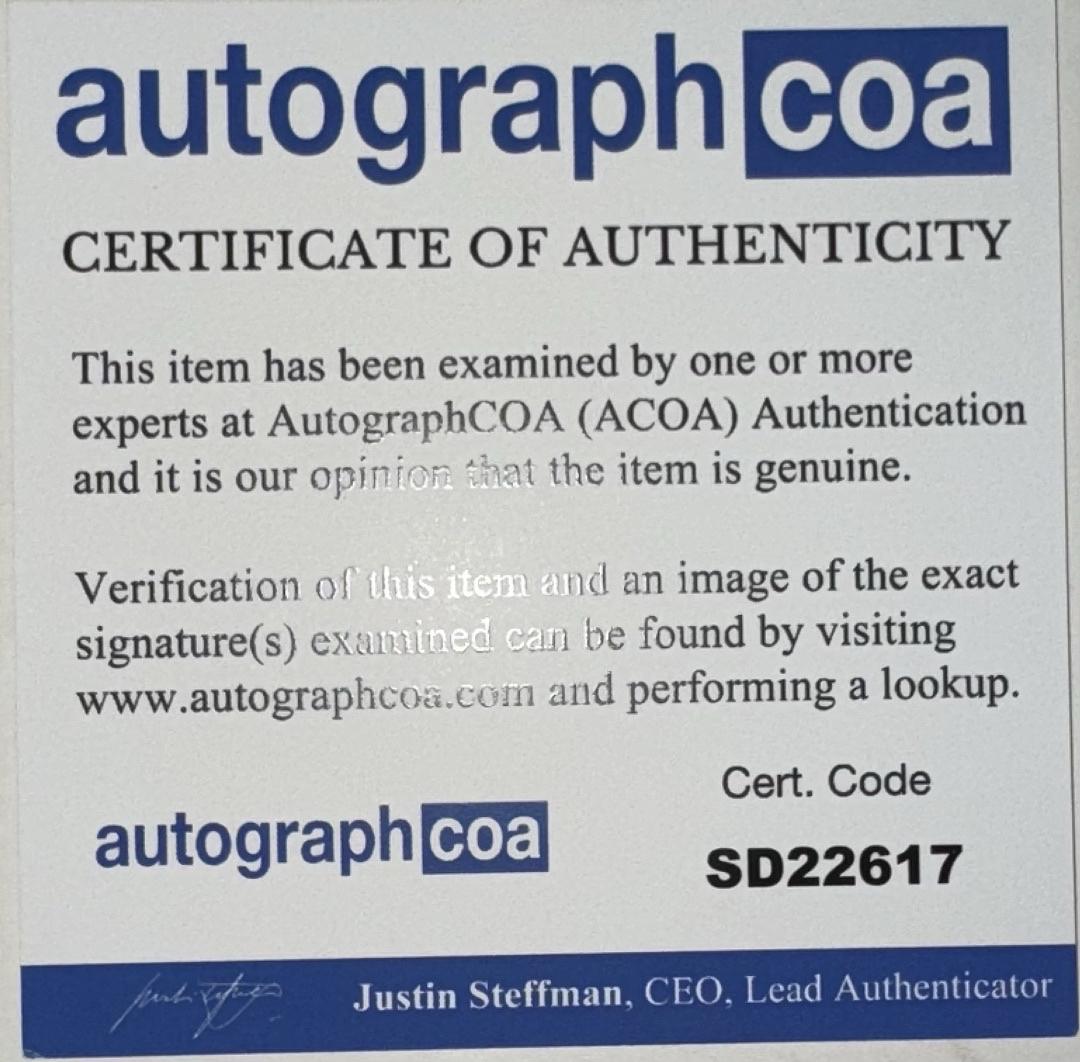 autographcoa
CERTIFICATE OF AUTHENTICITY
This item has been examined by one or more
experts at AutographCOA (ACOA) Authentication
and it is our opinion that the item is genuine.
Verification of this item and an image of the exact
signature(s) examined can be found by visiting
www.autographcoa.com and performing a lookup.
Cert. Code
autographcoa
SD22617
Justin Steffman, CEO, Lead Authenticator